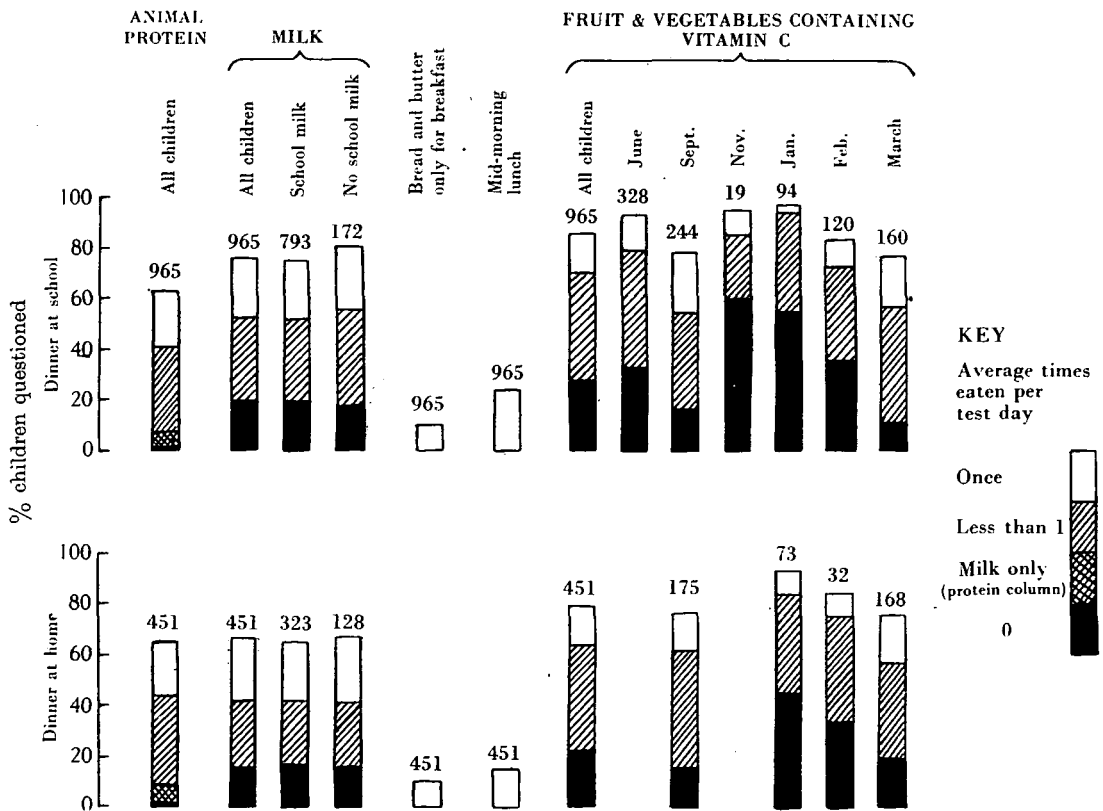 ANIMAL
PROTEIN
MILK
FRUIT & VEGETABLES CONTAINING
VITAMIN C
All children
All children
School milk
No school milk
Bread and butter
only for breakfast
Mid-morning
lunch
All children
June
Sept.
Nov.
Jan.
Feb.
March
% children questioned
Dinner at school
100
80
60
40
20
0
965
965
793
172
965
965
965
328
244
19
94
120
160
KEY
Average times
eaten per
test day
Once
Less than 1
Milk only
(protein column)
0
Dinner at home
100
80
60
40
20
0
451
451
323
128
451
451
451
175
73
32
168